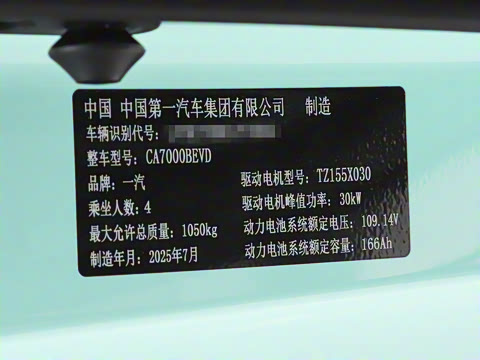 中国 中国第一汽车集团有限公司 制造
车辆识别代号:
整车型号: CA7000BEVD
品牌: 一汽
驱动电机型号: TZ155X030
乘坐人数: 4
驱动电机峰值功率: 30kW
最大允许总质量: 1050kg
动力电池系统额定电压: 109.14V
制造年月: 2025年7月
动力电池系统额定容量: 166Ah